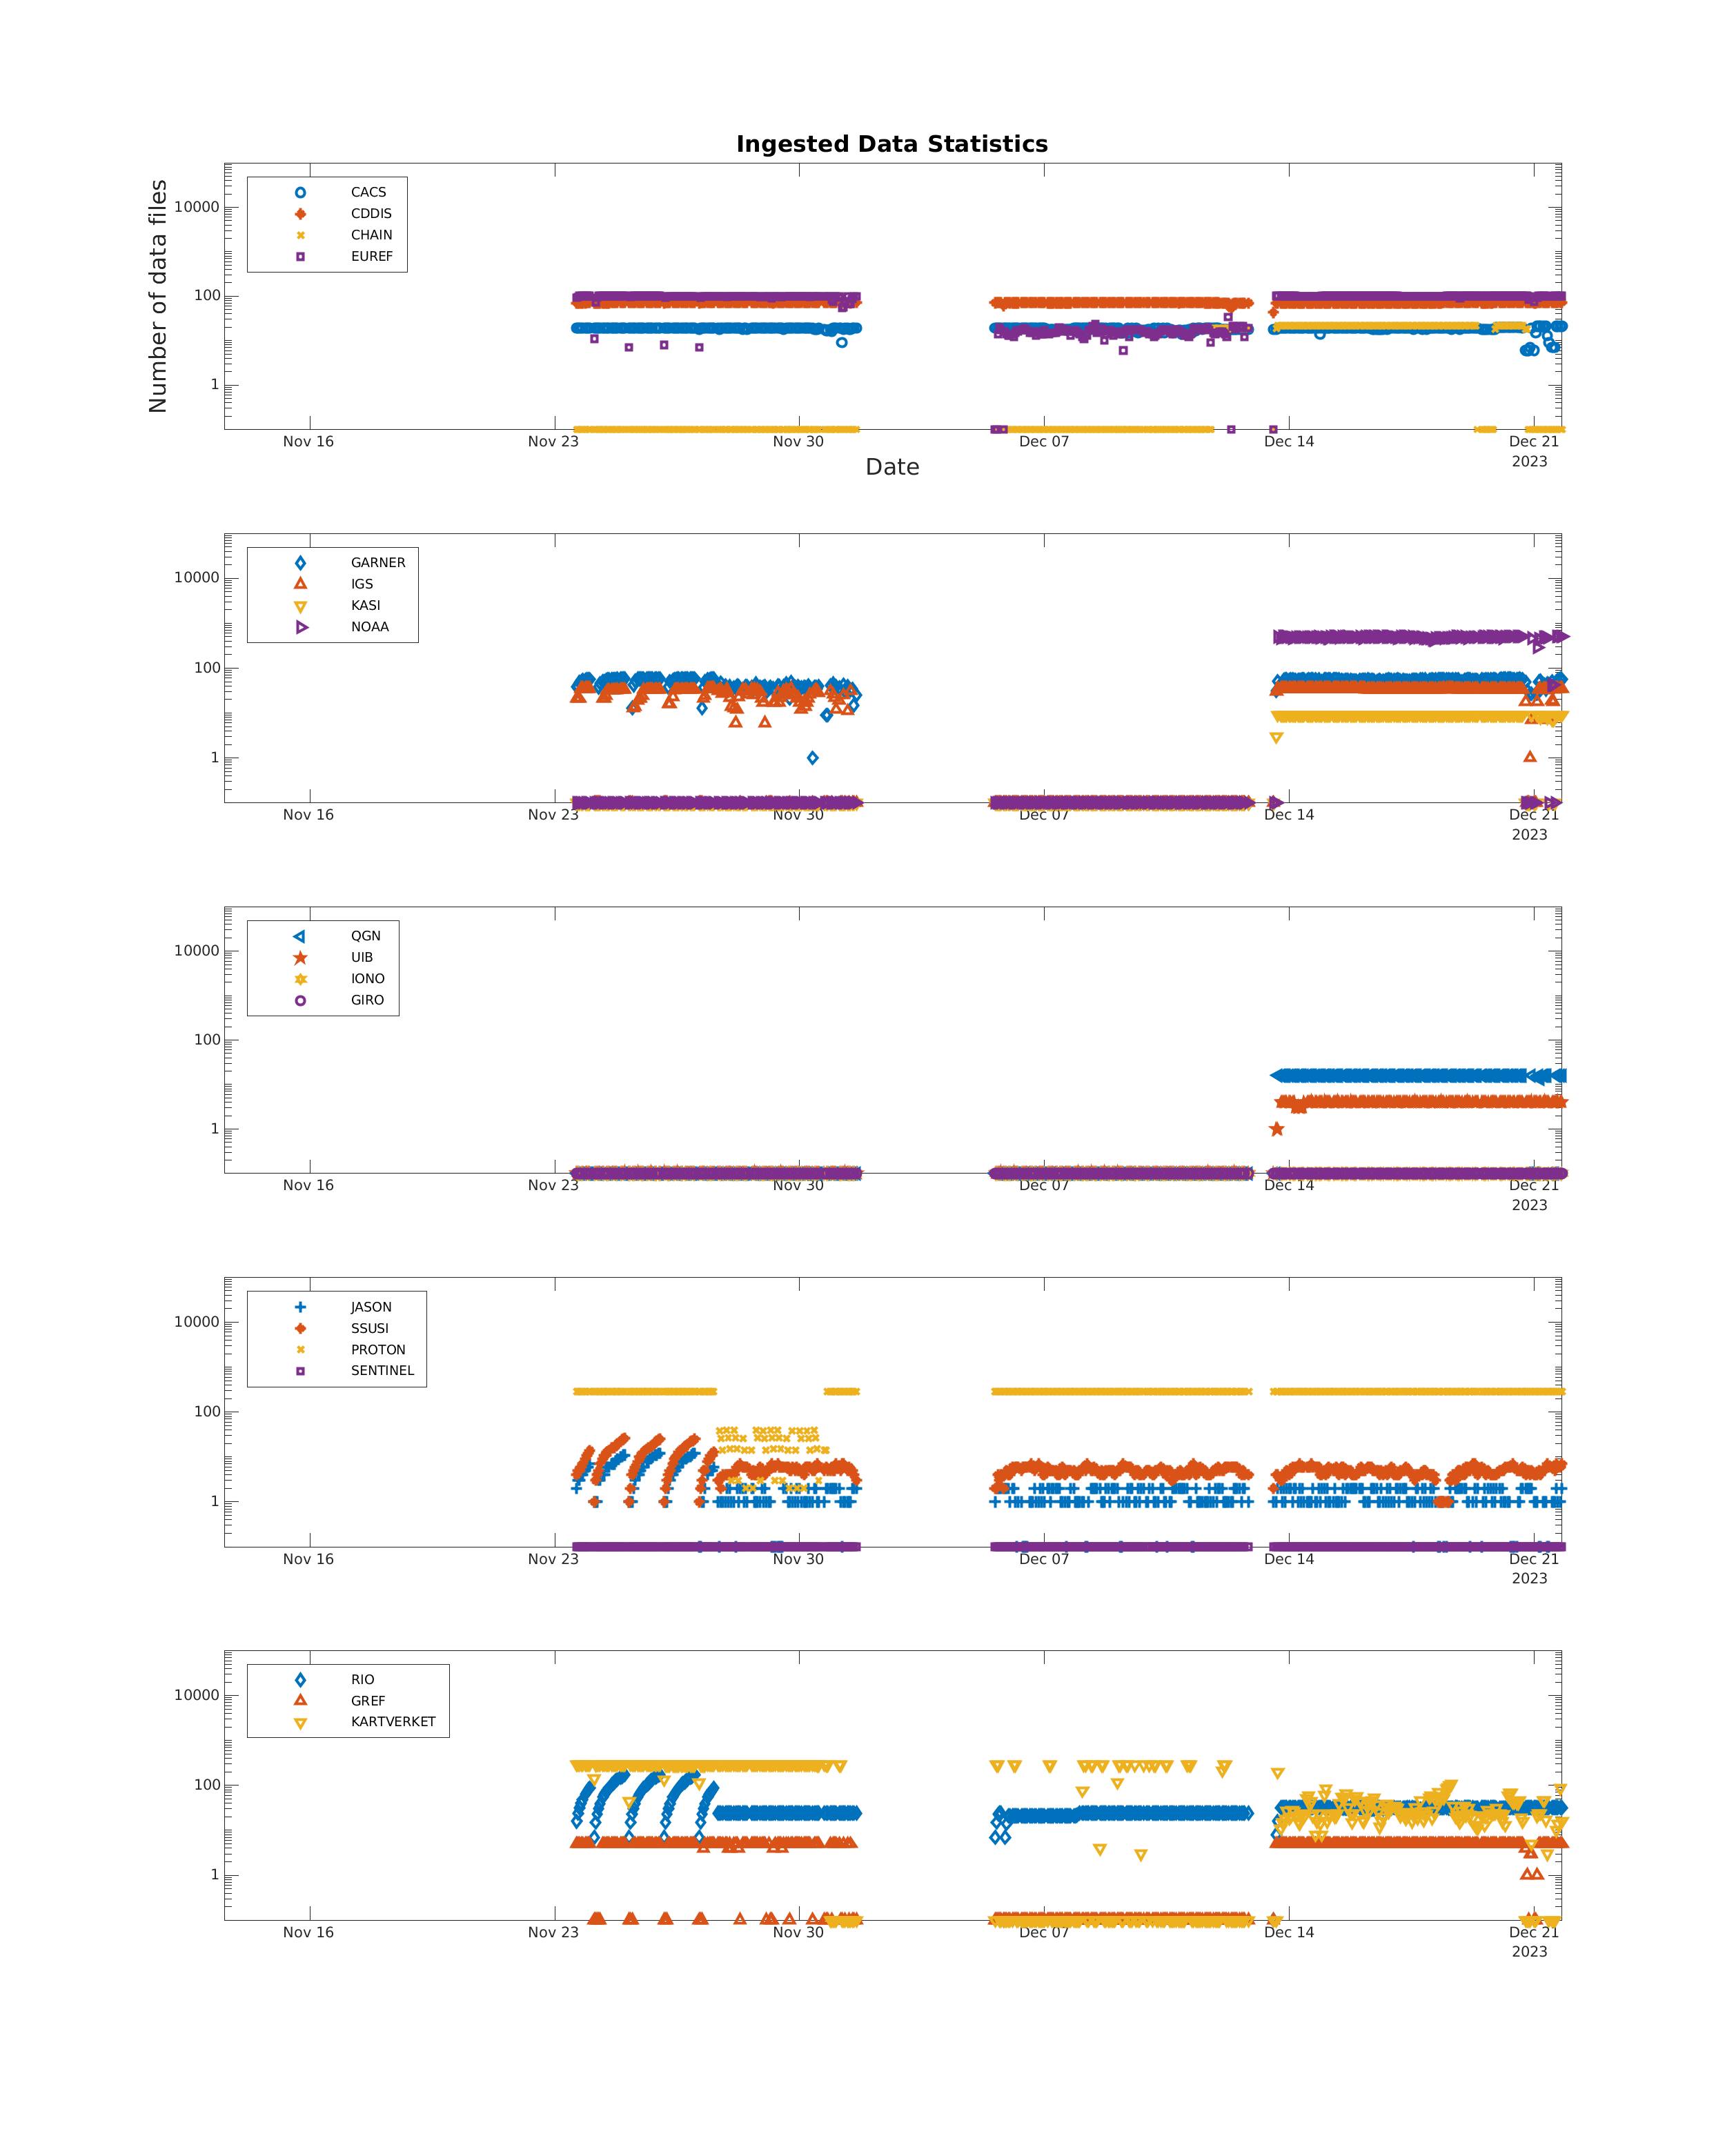 Ingested Data Statistics
Number of data files
CACS
CDDIS
CHAIN
EUREF
10000
100
1
Nov 16 Nov 23 Nov 30 Dec 07 Dec 14 Dec 21
2023
Date
GARNER
IGS
KASI
NOAA
10000
100
1
Nov 16 Nov 23 Nov 30 Dec 07 Dec 14 Dec 21
2023
QGN
UIB
IONO
GIRO
10000
100
1
Nov 16 Nov 23 Nov 30 Dec 07 Dec 14 Dec 21
2023
JASON
SSUSI
PROTON
SENTINEL
10000
100
1
Nov 16 Nov 23 Nov 30 Dec 07 Dec 14 Dec 21
2023
RIO
GREF
KARTVERKET
10000
100
1
Nov 16 Nov 23 Nov 30 Dec 07 Dec 14 Dec 21
2023